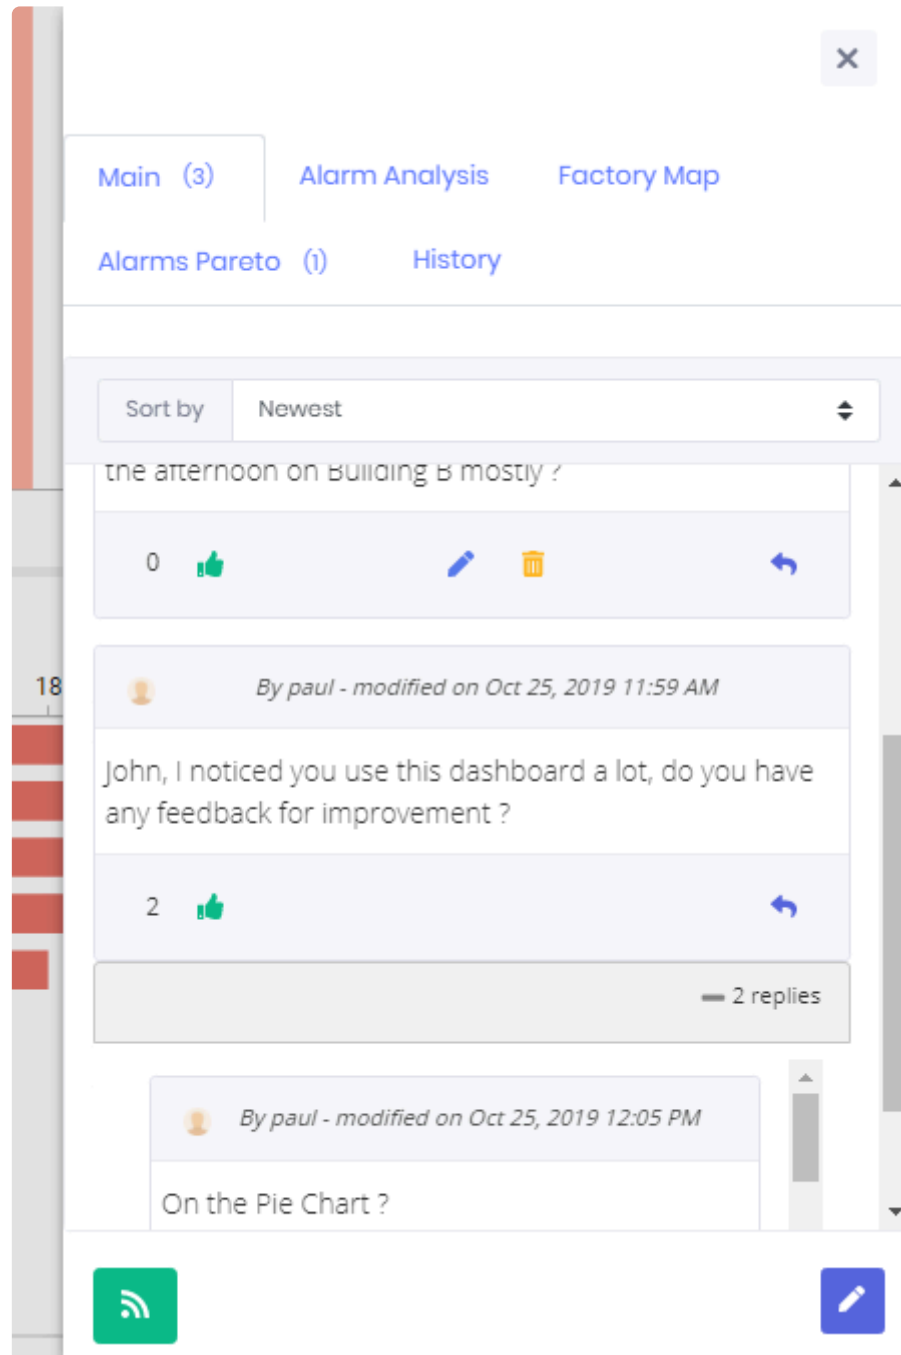 Main (3)
Alarm Analysis
Factory Map
Alarms Pareto (1)
History
Sort by
Newest
the afternoon on Building B mostly ?
0
18
By paul - modified on Oct 25, 2019 11:59 AM
John, I noticed you use this dashboard a lot, do you have
any feedback for improvement ?
2
2 replies
By paul - modified on Oct 25, 2019 12:05 PM
On the Pie Chart ?